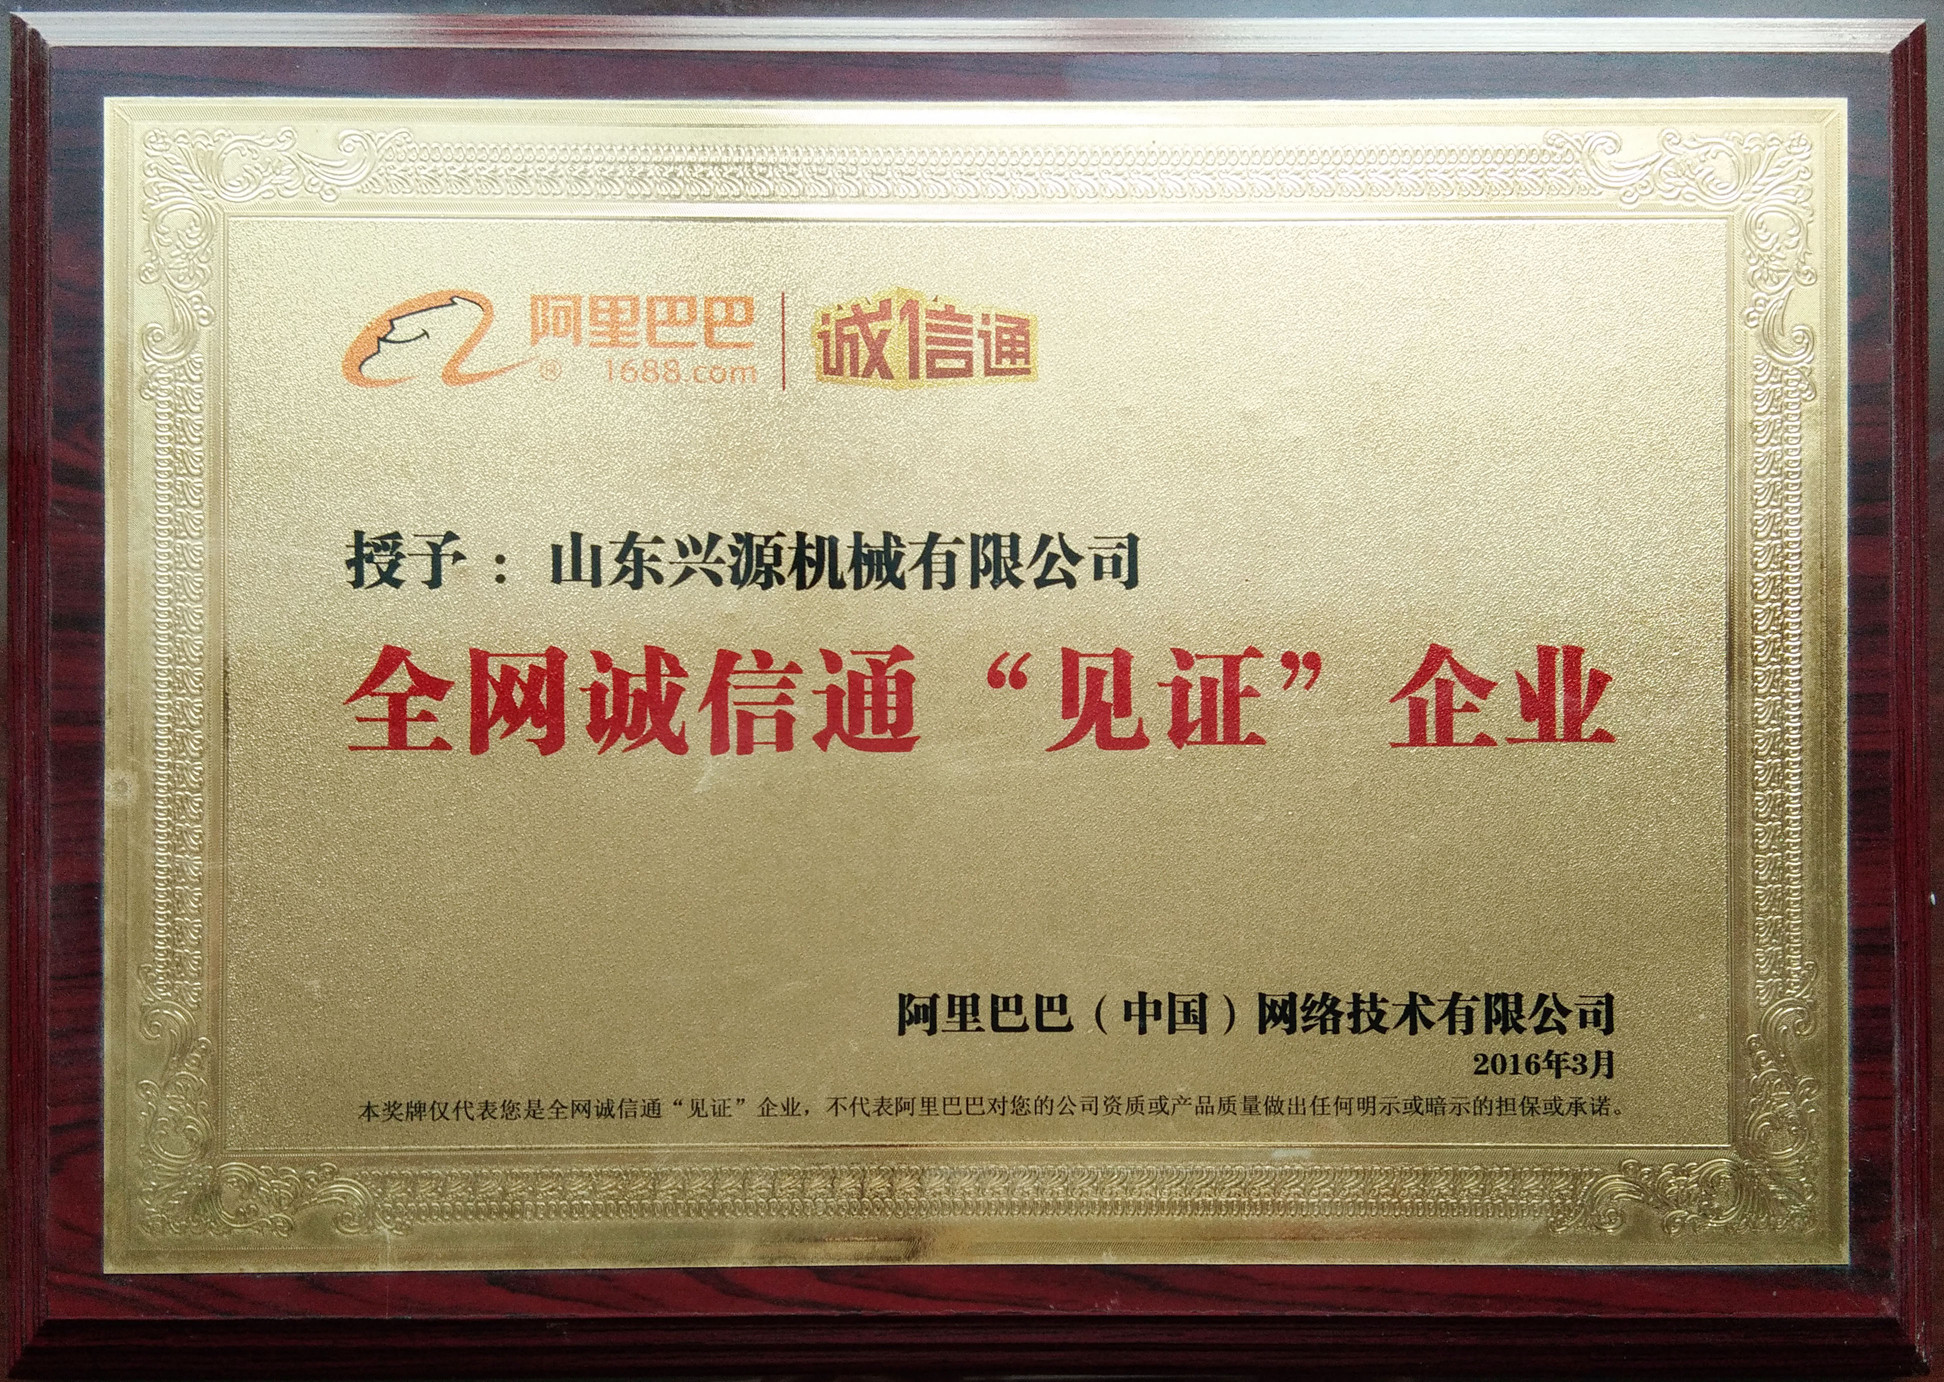 阿里巴巴 诚信通
® 1688.com
授予：山东兴源机械有限公司
全网诚信通“见证”企业
阿里巴巴（中国）网络技术有限公司
2016年3月
本奖牌仅代表您是全网诚信通“见证”企业，不代表阿里巴巴对您的公司资质或产品质量做出任何明示或暗示的担保或承诺。